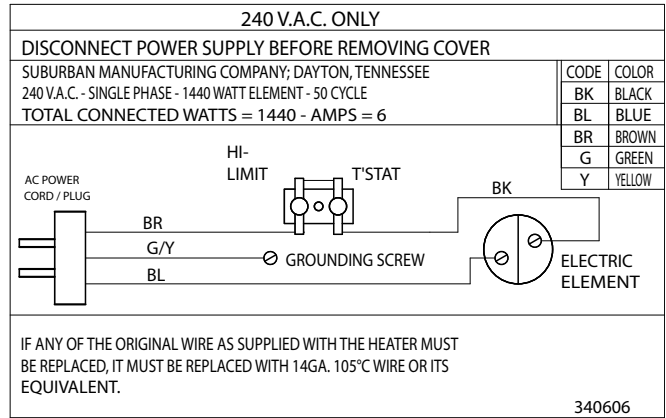 240 V.A.C. ONLY
DISCONNECT POWER SUPPLY BEFORE REMOVING COVER
SUBURBAN MANUFACTURING COMPANY; DAYTON, TENNESSEE
240 V.A.C. - SINGLE PHASE - 1440 WATT ELEMENT - 50 CYCLE
TOTAL CONNECTED WATTS = 1440 - AMPS = 6
CODE COLOR
BK BLACK
BL BLUE
BR BROWN
G GREEN
Y YELLOW
HI-
LIMIT T'STAT
AC POWER
CORD / PLUG
BK
BR
G/Y
GROUNDING SCREW
BL
ELECTRIC
ELEMENT
IF ANY OF THE ORIGINAL WIRE AS SUPPLIED WITH THE HEATER MUST
BE REPLACED, IT MUST BE REPLACED WITH 14GA. 105°C WIRE OR ITS
EQUIVALENT.
340606